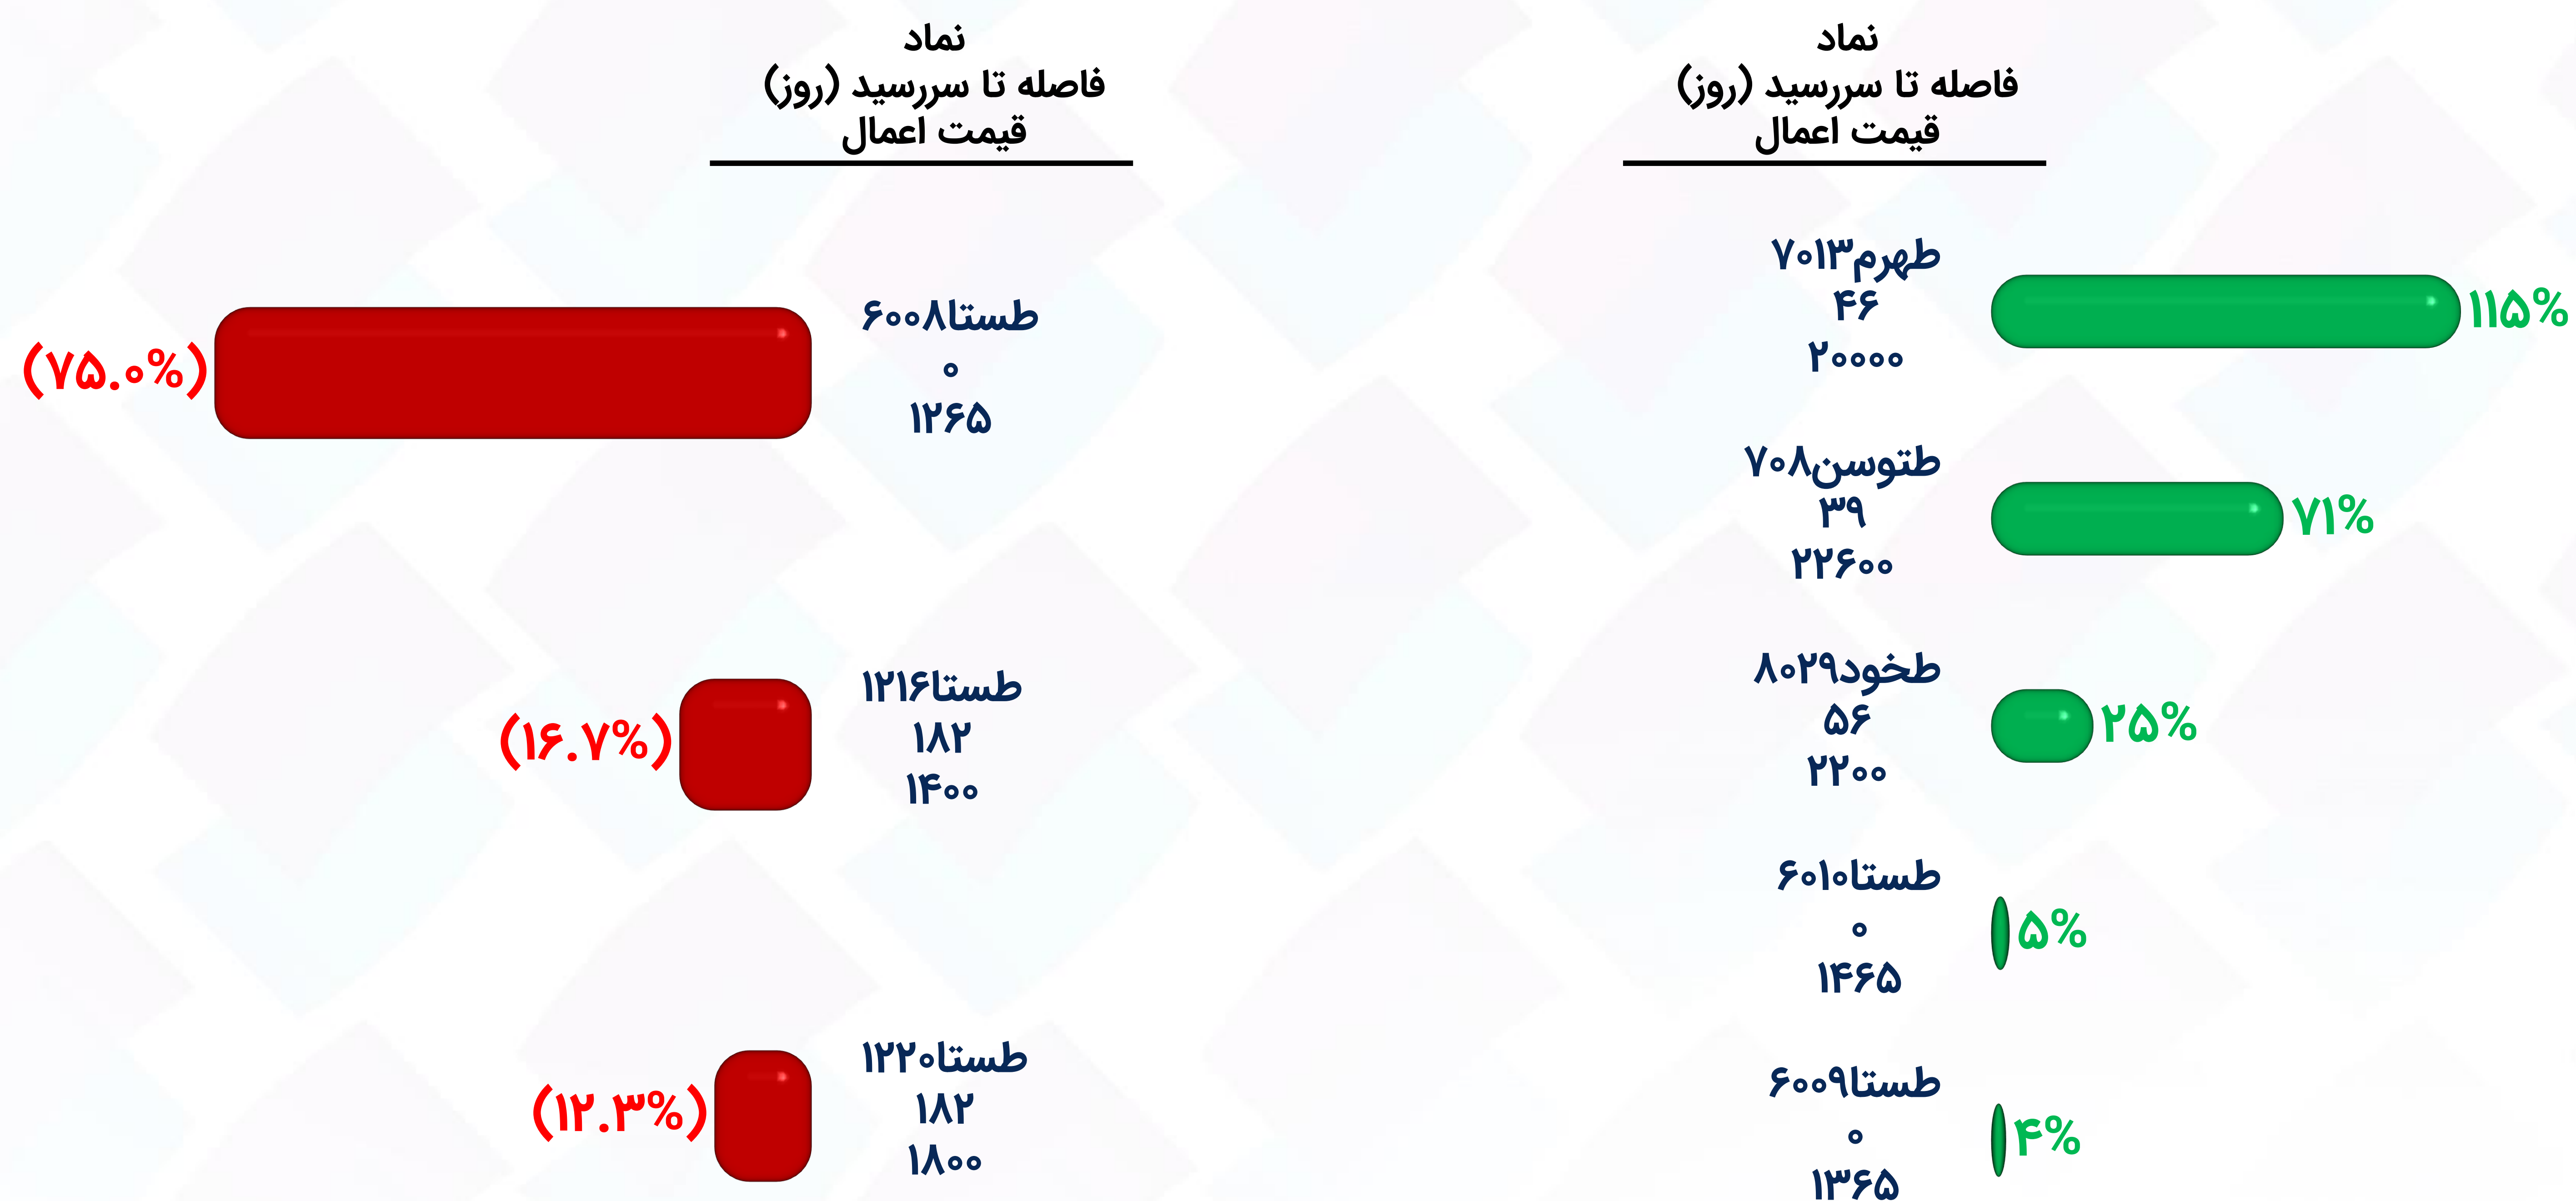 نماد
فاصله تا سررسید (روز)
قیمت اعمال
طهرم۷۰۱۳
۴۶
۲۰۰۰۰
۱۱۵%
طتوسن۷۰۸
۳۹
۲۲۶۰۰
۷۱%
طخود۸۰۲۹
۵۶
۲۲۰۰
۲۵%
طستا۶۰۱۰
۰
۱۴۶۵
۵%
طستا۶۰۰۹
۰
۱۳۶۵
۴%
نماد
فاصله تا سررسید (روز)
قیمت اعمال
طستا۶۰۰۸
۰
۱۲۶۵
(۷۵.۰%)
طستا۱۲۱۶
۱۸۲
۱۴۰۰
(۱۶.۷%)
طستا۱۲۲۰
۱۸۲
۱۸۰۰
(۱۲.۳%)